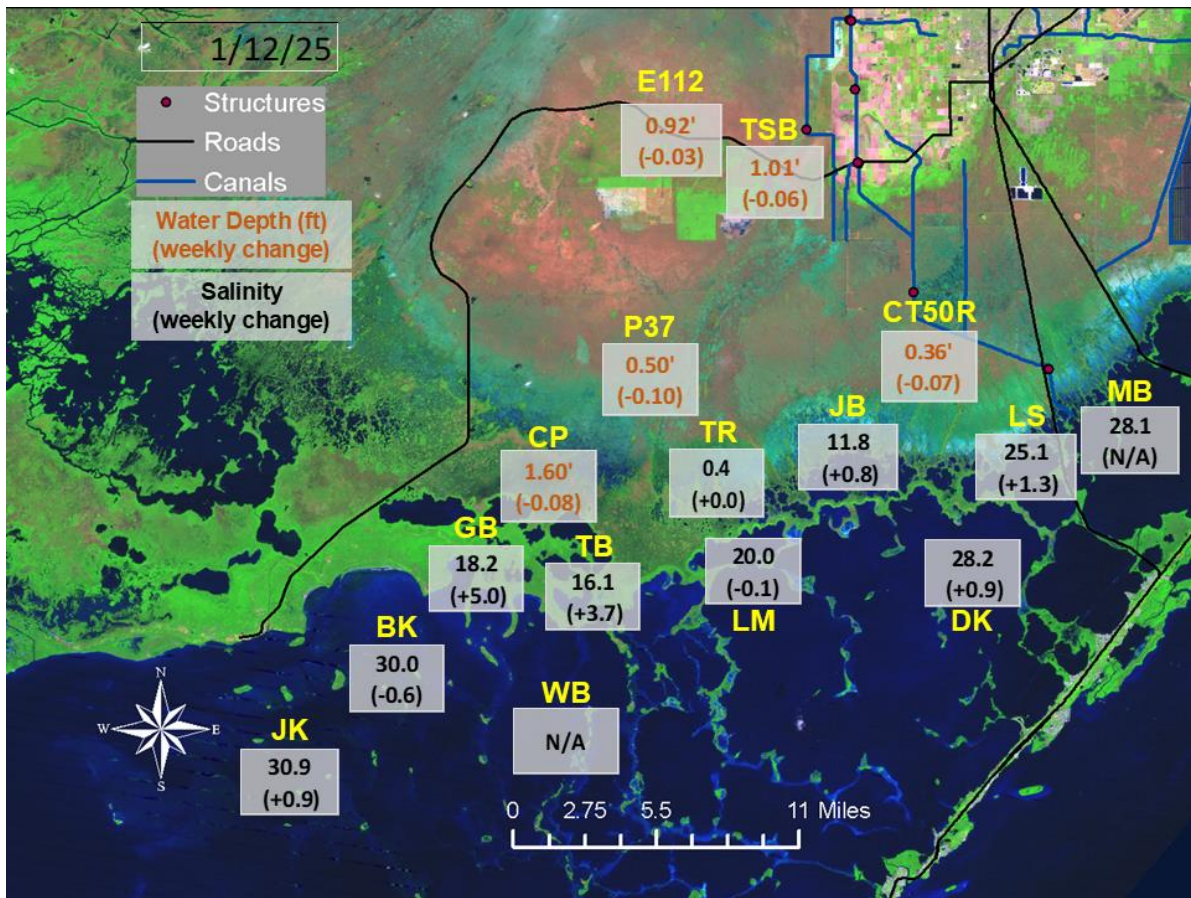 1/12/25
Structures
Roads
Canals
Water Depth (ft)
(weekly change)
Salinity
(weekly change)
E112
0.92'
(-0.03)
TSB
1.01'
(-0.06)
P37
0.50'
(-0.10)
CT50R
0.36'
(-0.07)
MB
28.1
(N/A)
LS
25.1
(+1.3)
JB
11.8
(+0.8)
TR
0.4
(+0.0)
CP
1.60'
(-0.08)
GB
18.2
(+5.0)
TB
16.1
(+3.7)
20.0
(-0.1)
LM
28.2
(+0.9)
DK
BK
30.0
(-0.6)
WB
N/A
JK
30.9
(+0.9)
N
W
E
S
0 2.75 5.5 11 Miles